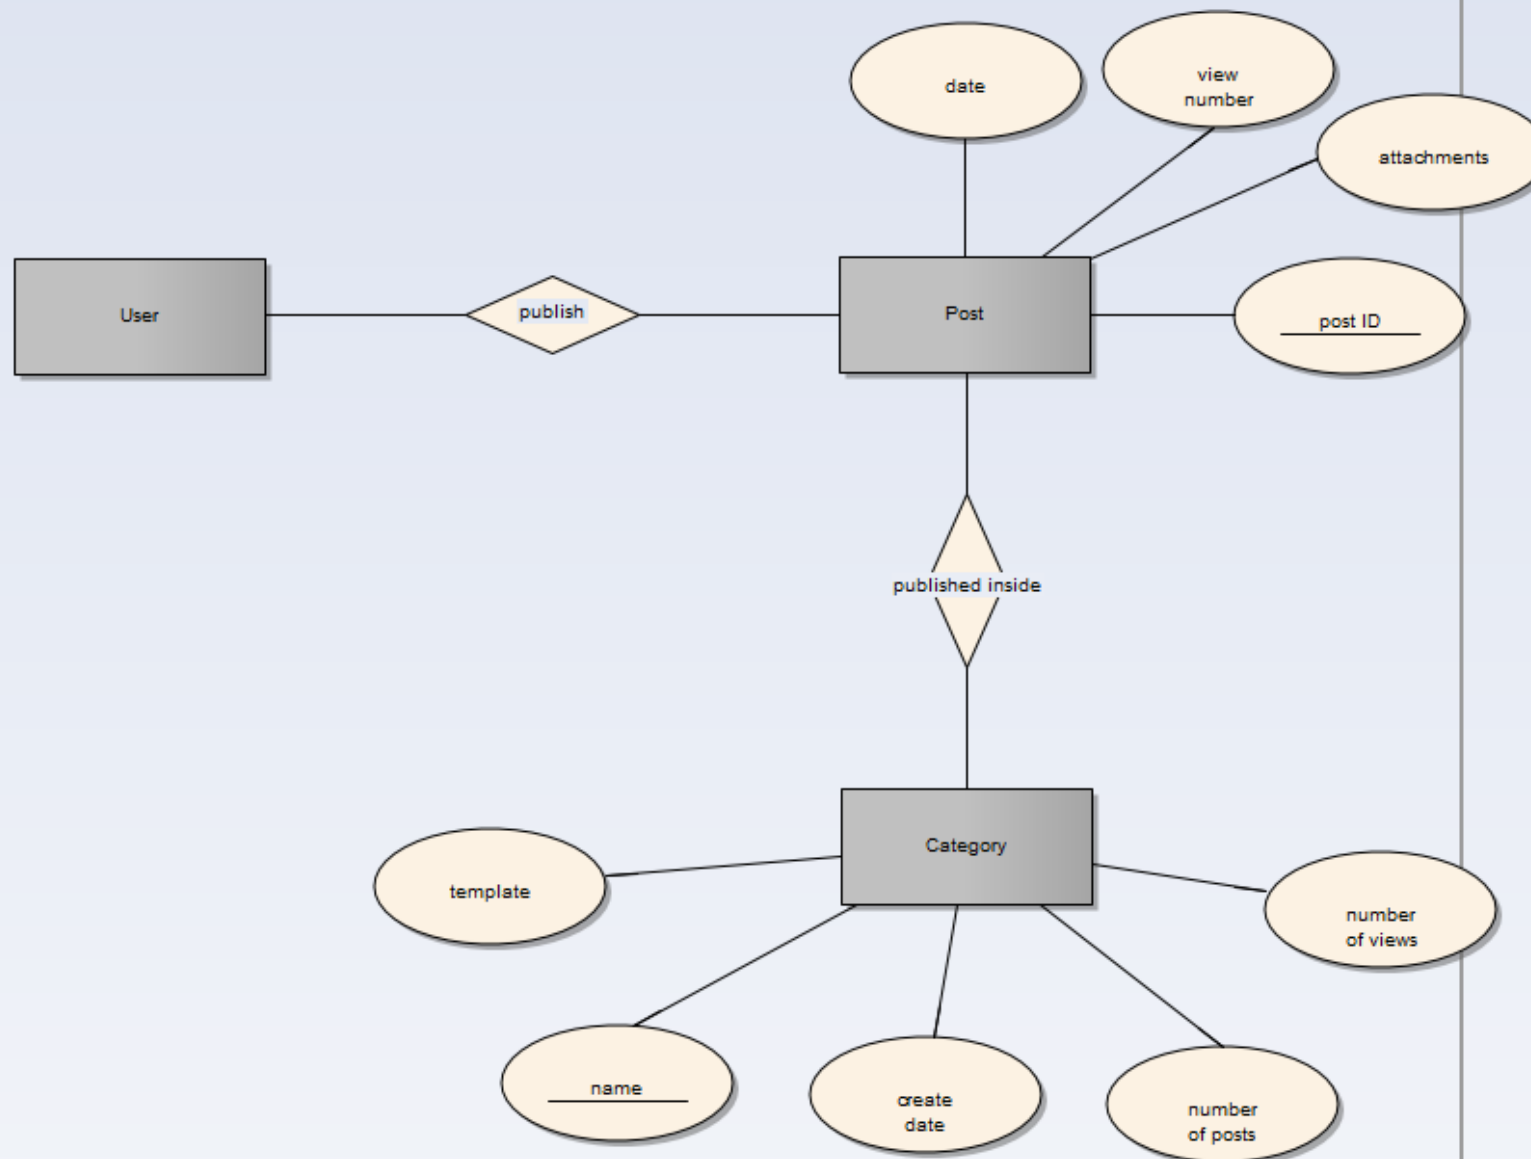 date
view
number
attachments
User
publish
Post
post ID
published inside
Category
template
number
of views
name
create
date
number
of posts